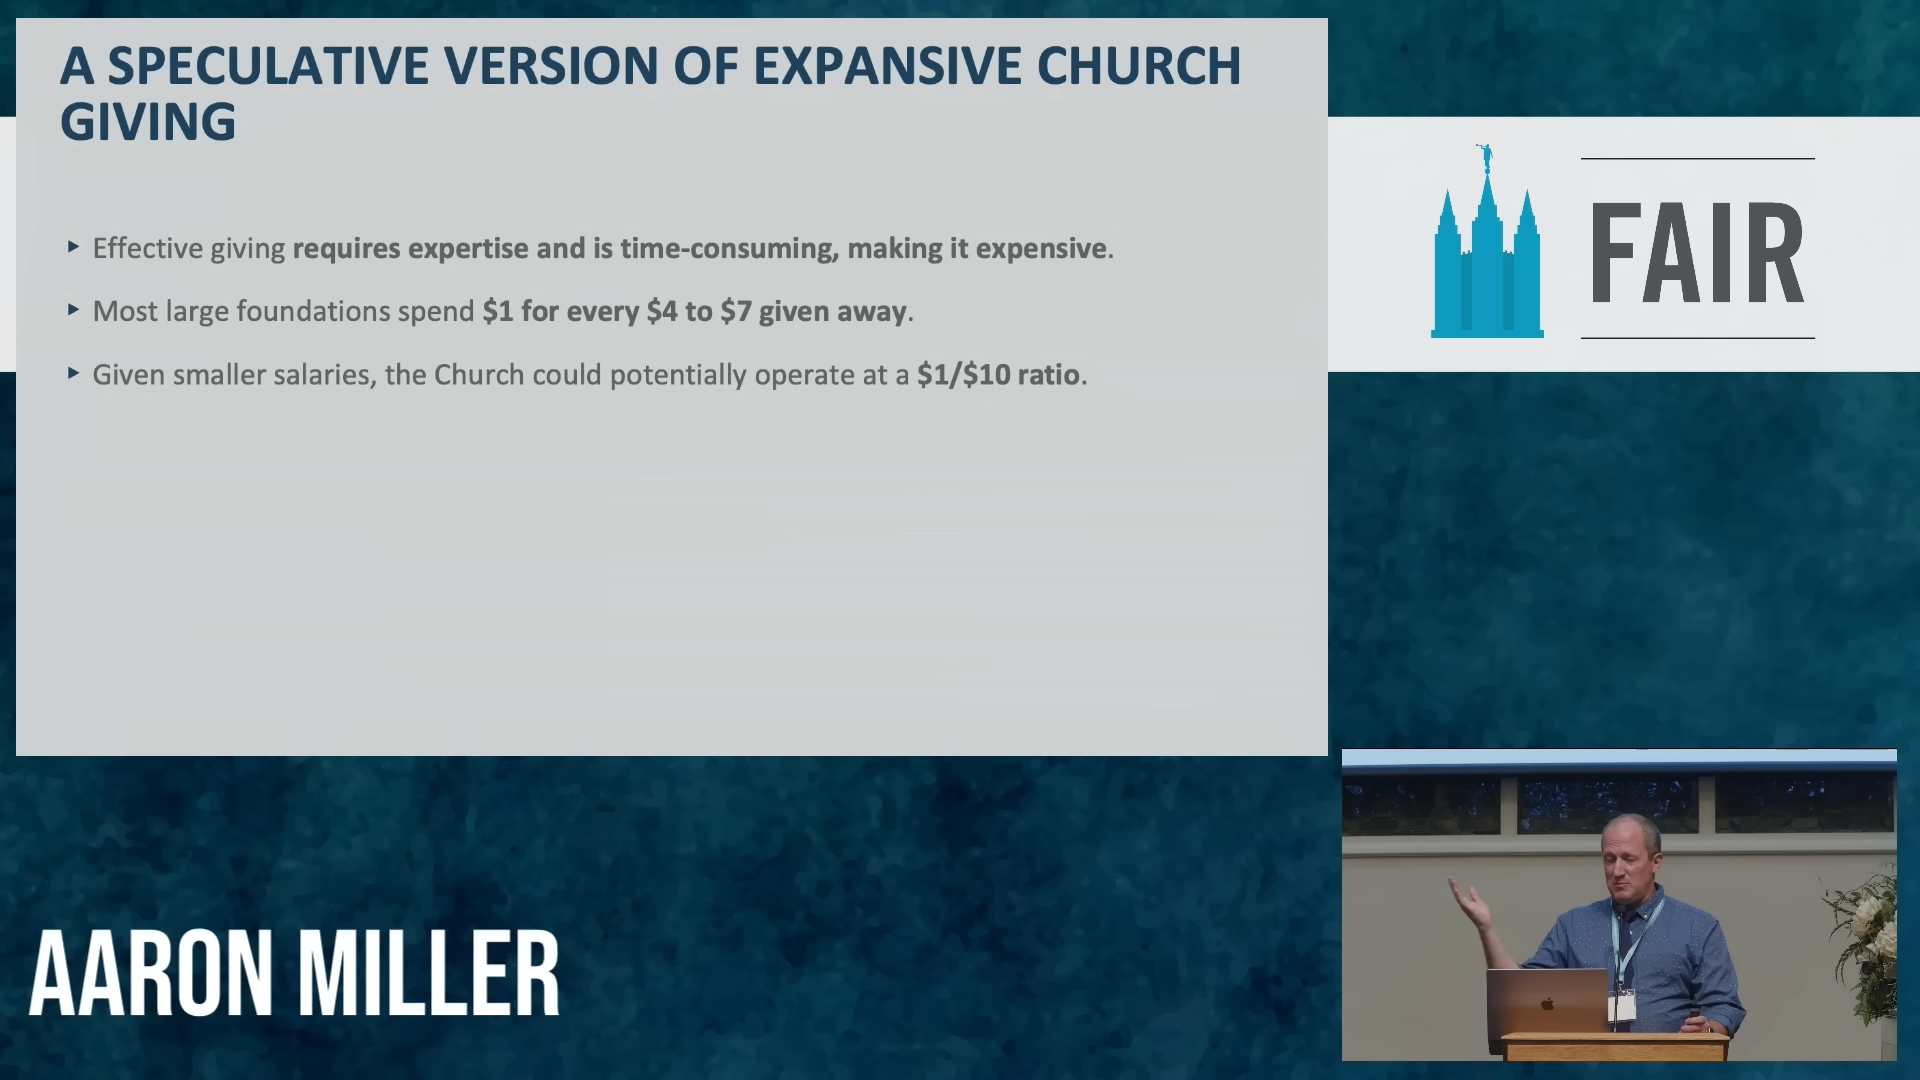 A SPECULATIVE VERSION OF EXPANSIVE CHURCH
GIVING
Effective giving requires expertise and is time-consuming, making it expensive.
Most large foundations spend $1 for every $4 to $7 given away.
Given smaller salaries, the Church could potentially operate at a $1/$10 ratio.
FAIR
AARON MILLER